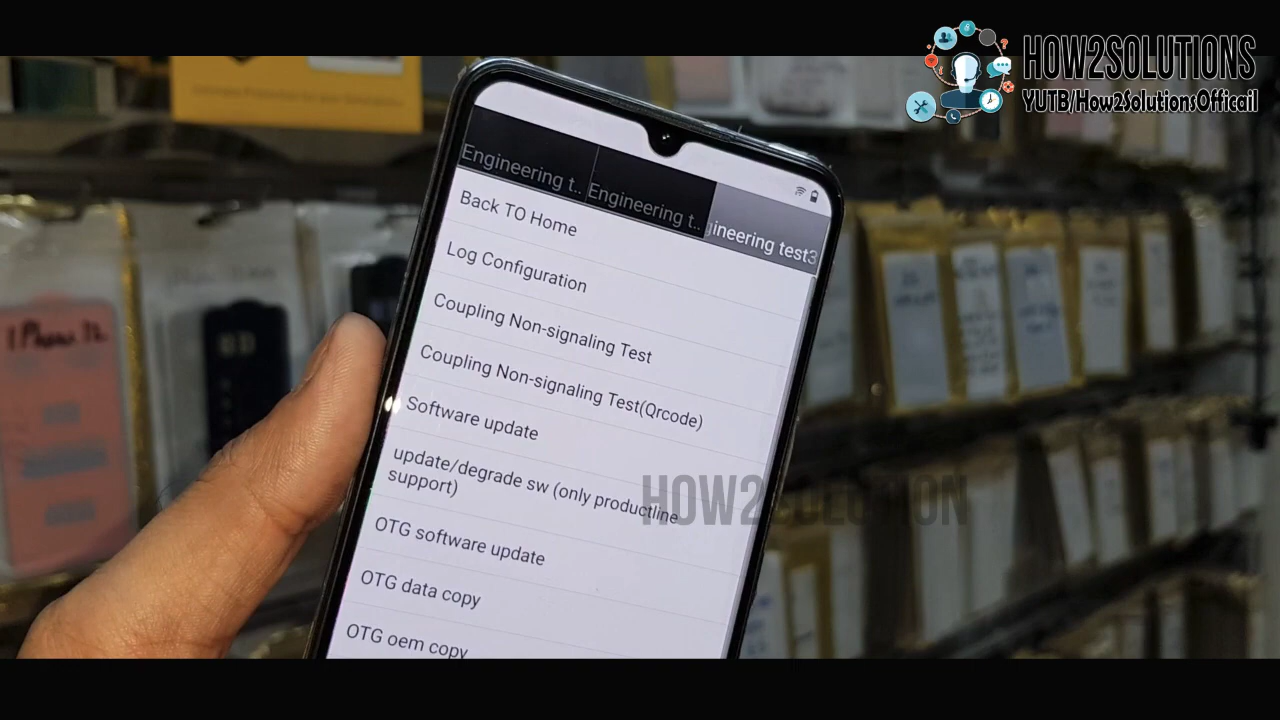 HOW2SOLUTIONS
YUTB/How2SolutionsOfficail
Engineering t..
Engineering t..
gineering test3
Back TO Home
Log Configuration
Coupling Non-signaling Test
Coupling Non-signaling Test(Qrcode)
Software update
update/degrade sw (only productline
support)
OTG software update
OTG data copy
OTG oem copy
HOW2SOLUTION
IPhone 12